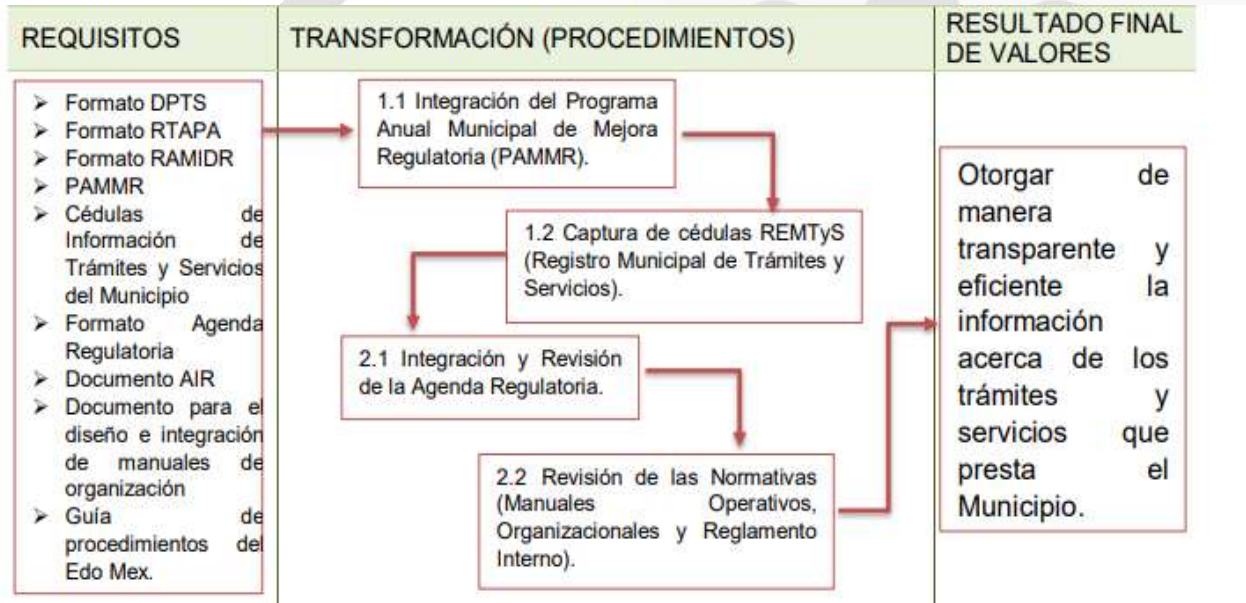 REQUISITOS
TRANSFORMACIÓN (PROCEDIMIENTOS)
RESULTADO FINAL
DE VALORES
➢ Formato DPTS
➢ Formato RTAPA
➢ Formato RAMIDR
➢ PAMMR
➢ Cédulas de
Información de
Trámites y Servicios
del Municipio
➢ Formato Agenda
Regulatoria
➢ Documento AIR
➢ Documento para el
diseño e integración
de manuales de
organización
➢ Guía de
procedimientos del
Edo Mex.
1.1 Integración del Programa
Anual Municipal de Mejora
Regulatoria (PAMMR).
1.2 Captura de cédulas REMTyS
(Registro Municipal de Trámites y
Servicios).
2.1 Integración y Revisión
de la Agenda Regulatoria.
2.2 Revisión de las Normativas
(Manuales Operativos,
Organizacionales y Reglamento
Interno).
Otorgar de
manera
transparente y
eficiente la
información
acerca de los
trámites y
servicios que
presta el
Municipio.